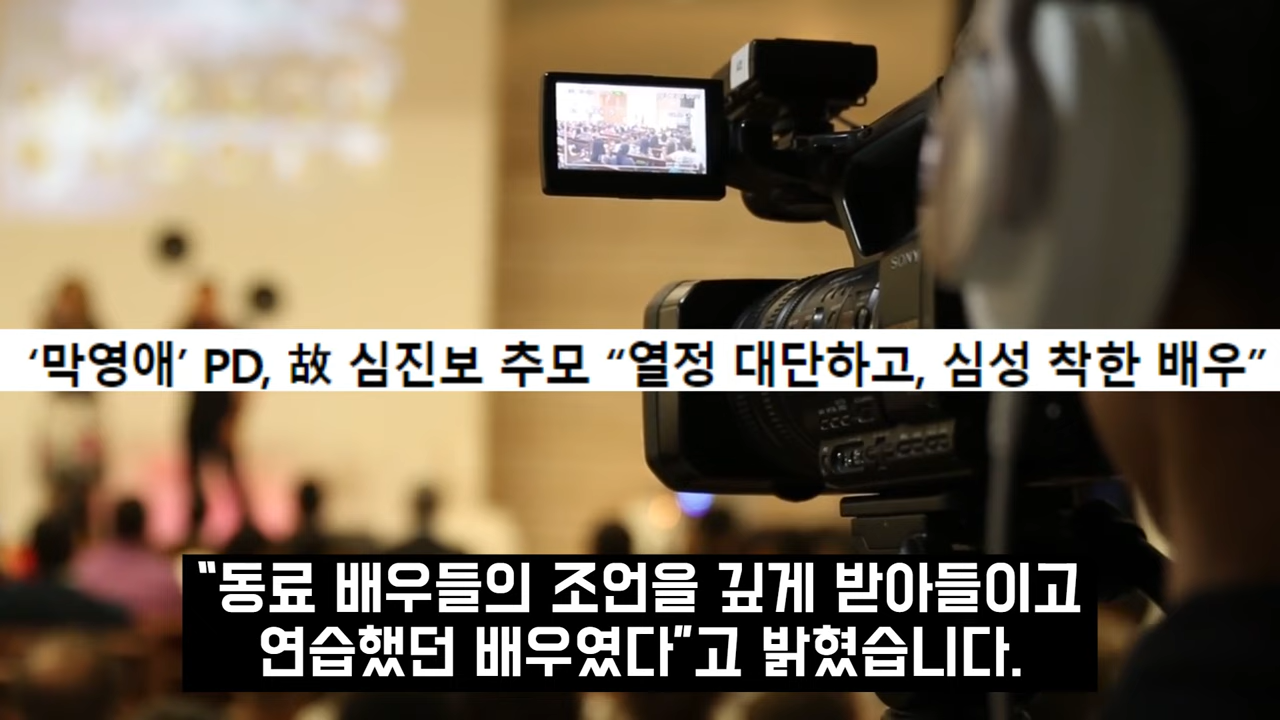 SONY
‘막영애’ PD, 故 심진보 추모 “열정 대단하고, 심성 착한 배우”
"동료 배우들의 조언을 깊게 받아들이고
연습했던 배우였다"고 밝혔습니다.